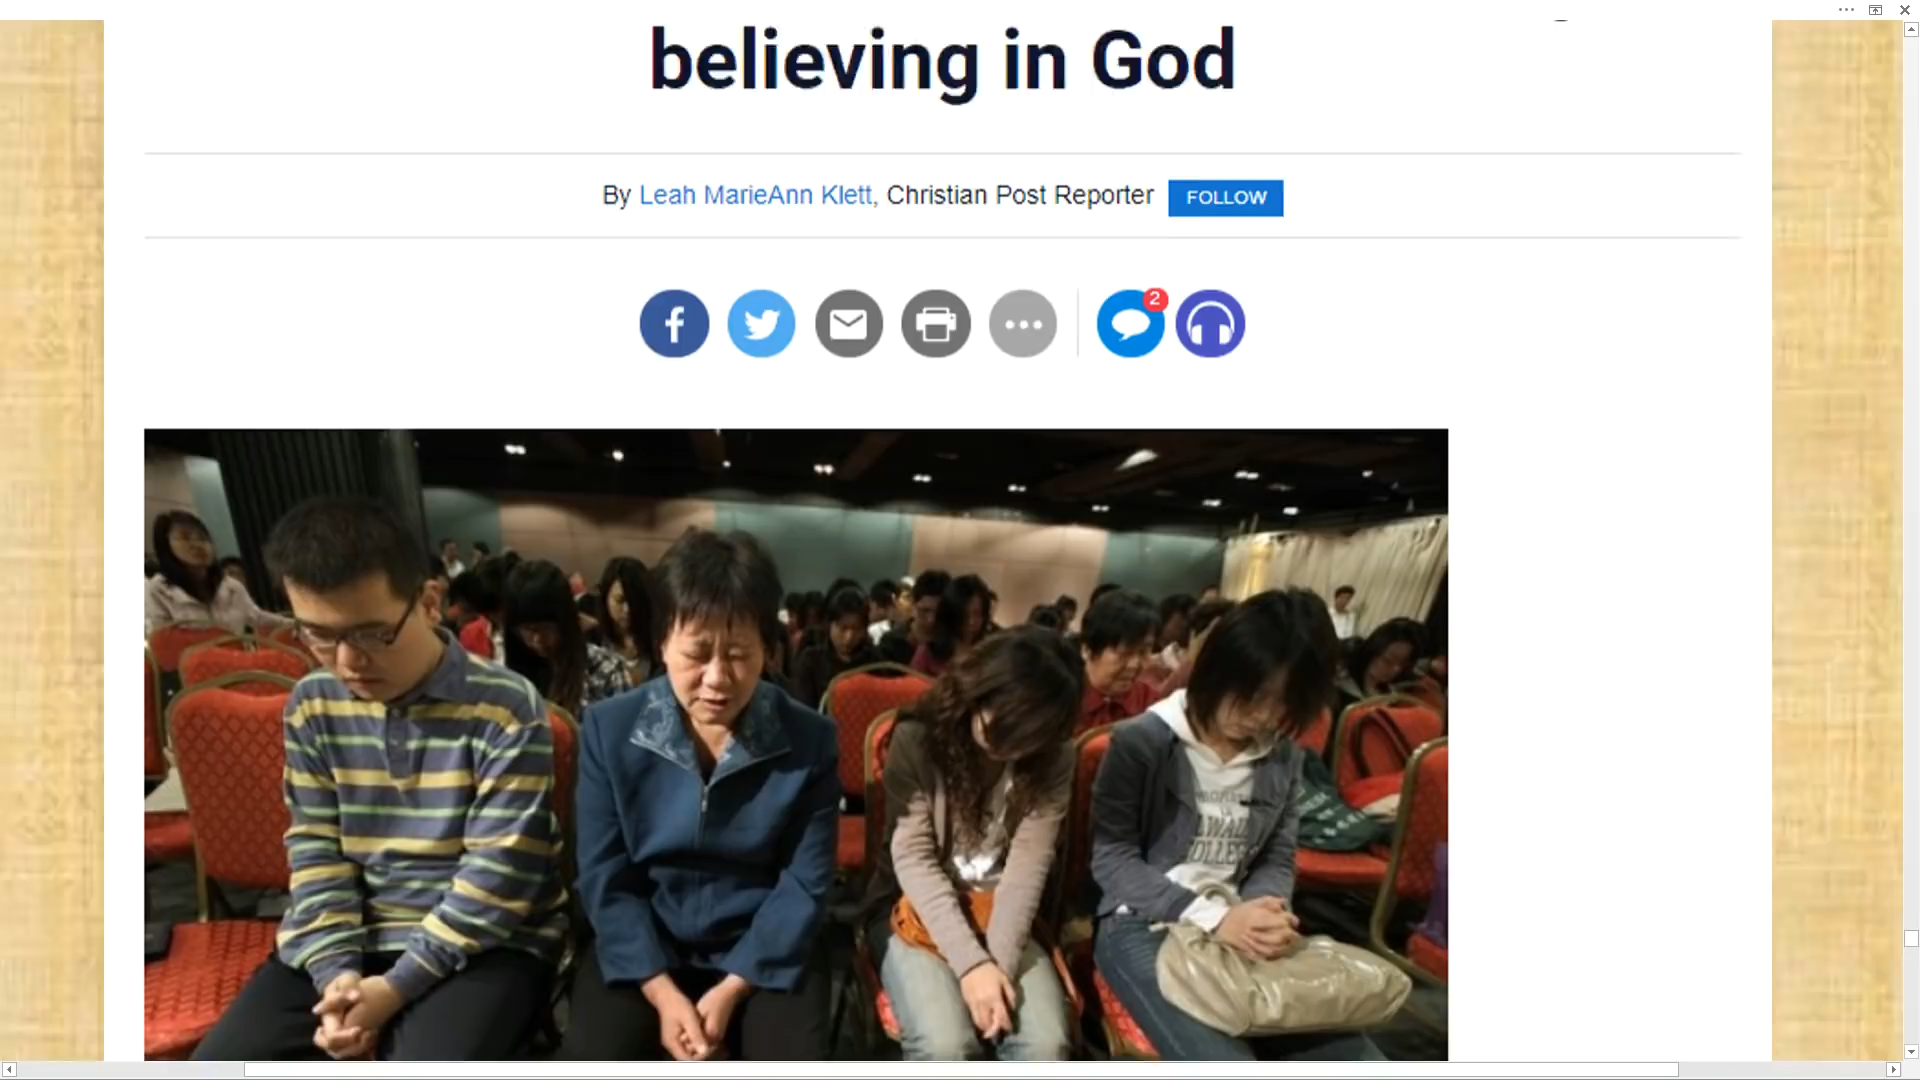 believing in God
By Leah MarieAnn Klett, Christian Post Reporter FOLLOW
2